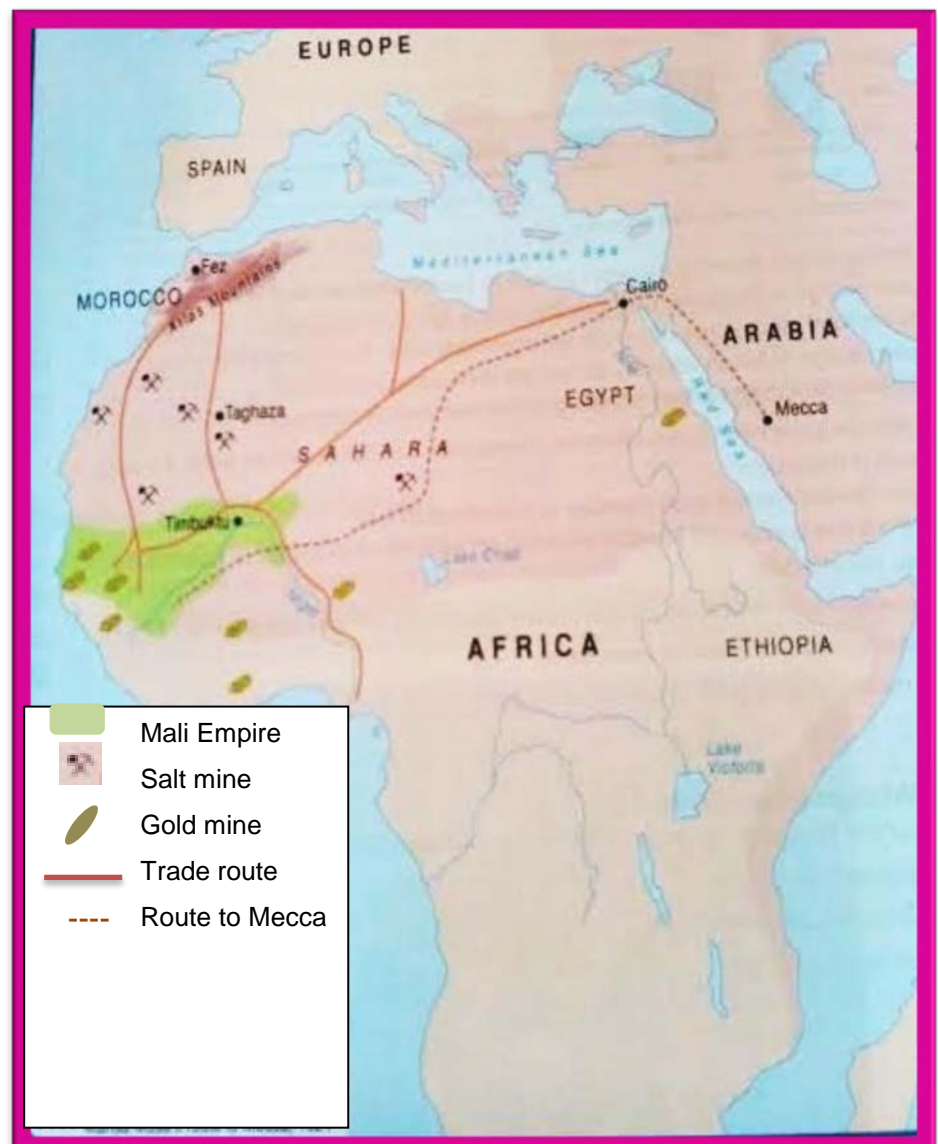 EUROPE
SPAIN
Mediterranean Sea
Fez
MOROCCO
Atlas Mountains
Cairo
ARABIA
EGYPT
Red Sea
Mecca
Taghaza
SAHARA
Timbuktu
Lake Chad
Niger
AFRICA
ETHIOPIA
Lake
Victoria
Mali Empire
Salt mine
Gold mine
Trade route
Route to Mecca